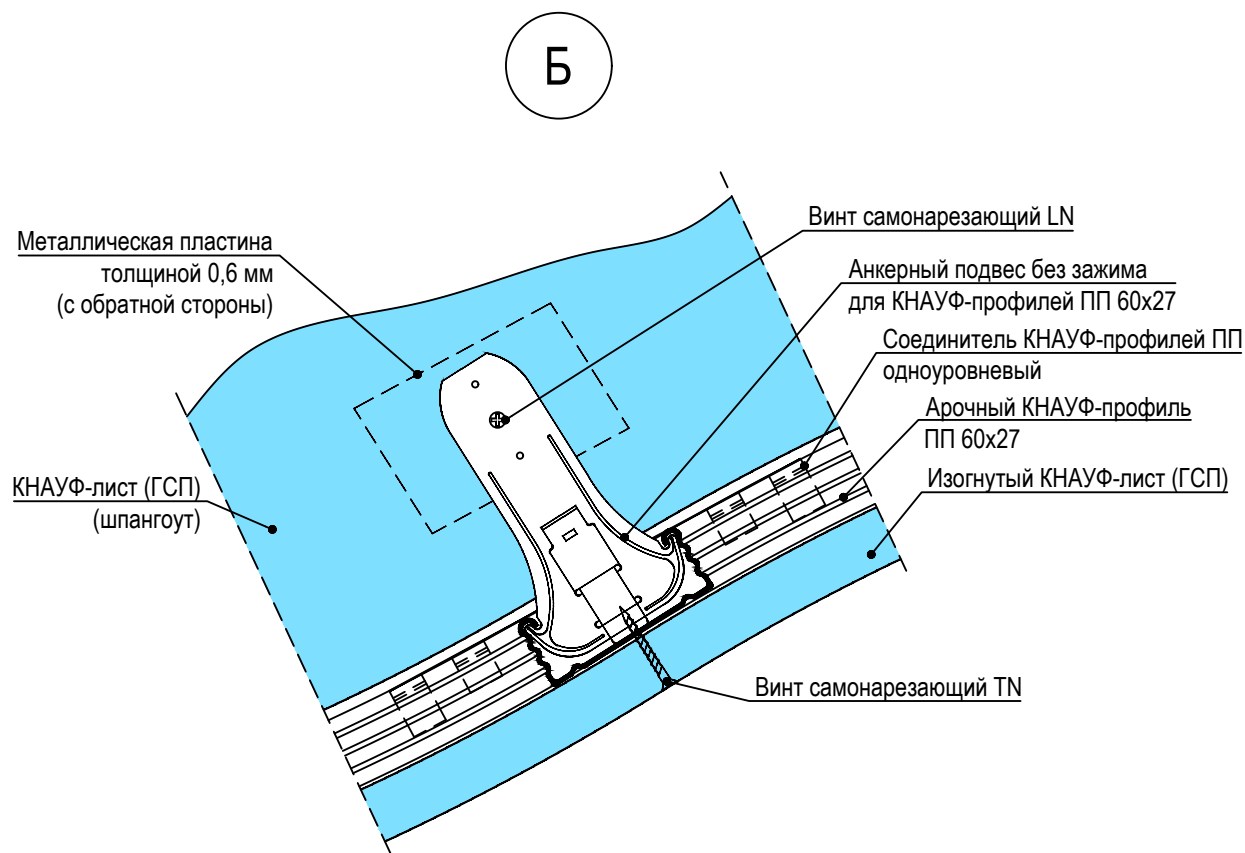 Б
Металлическая пластина
толщиной 0,6 мм
(с обратной стороны)
КНАУФ-лист (ГСП)
(шпангоут)
Винт самонарезающий LN
Анкерный подвес без зажима
для КНАУФ-профилей ПП 60х27
Соединитель КНАУФ-профилей ПП
одноуровневый
Арочный КНАУФ-профиль
ПП 60х27
Изогнутый КНАУФ-лист (ГСП)
Винт самонарезающий TN